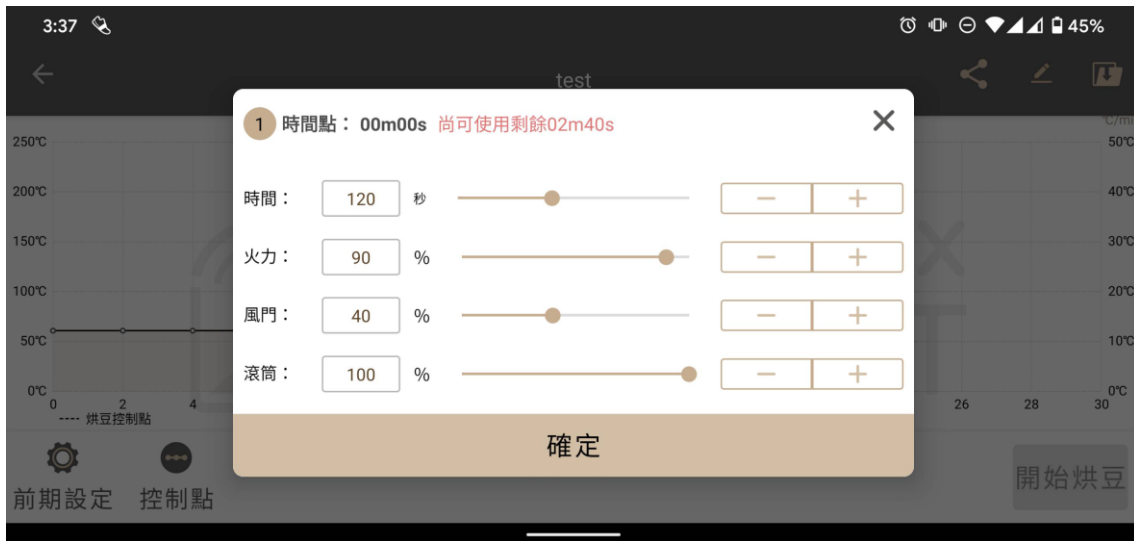 3:37 45%
test
1 時間點： 00m00s 尚可使用剩餘02m40s
時間： 120 秒 − +
火力： 90 % − +
風門： 40 % − +
滾筒： 100 % − +
確定
250℃
200℃
150℃
100℃
50℃
0℃
0 2 4 26 28 30
---- 烘豆控制點
℃/mi
50℃
40℃
30℃
20℃
10℃
0℃
前期設定 控制點 開始烘豆